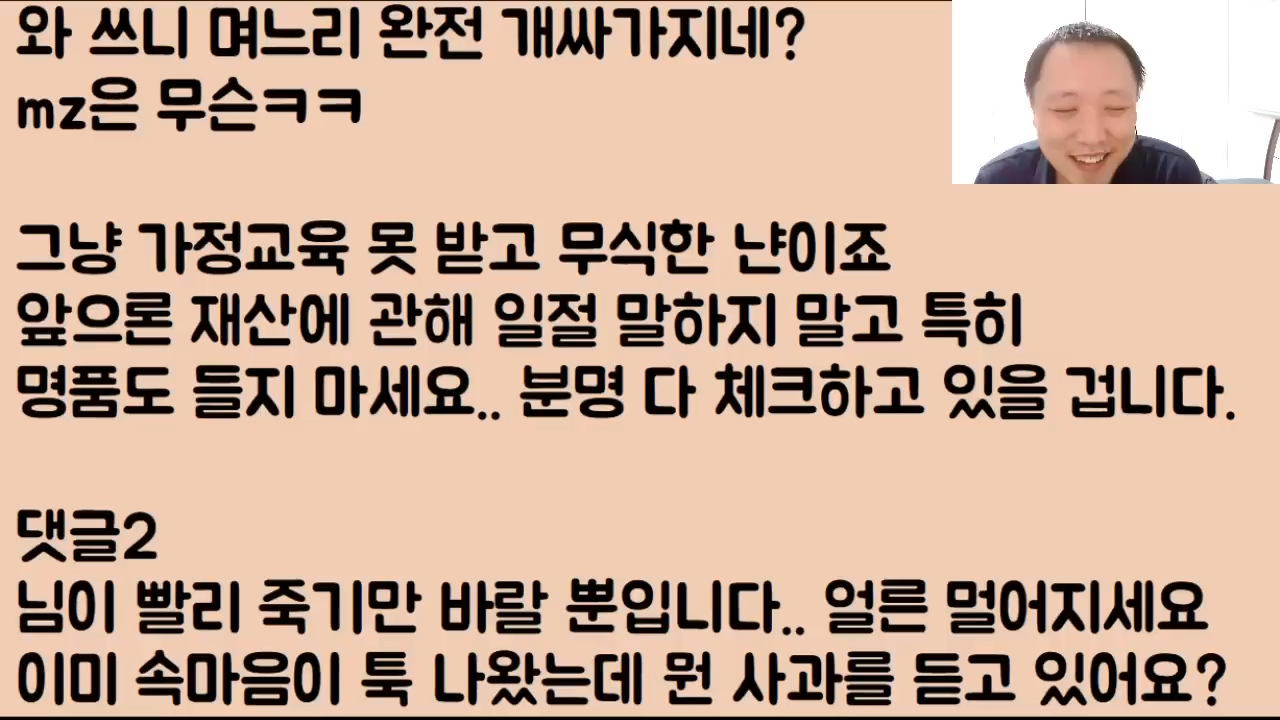 와 쓰니 며느리 완전 개싸가지네?
mz은 무슨ㅋㅋ
그냥 가정교육 못 받고 무식한 냔이죠
앞으론 재산에 관해 일절 말하지 말고 특히
명품도 들지 마세요.. 분명 다 체크하고 있을 겁니다.
댓글2
님이 빨리 죽기만 바랄 뿐입니다.. 얼른 멀어지세요
이미 속마음이 툭 나왔는데 뭔 사과를 듣고 있어요?